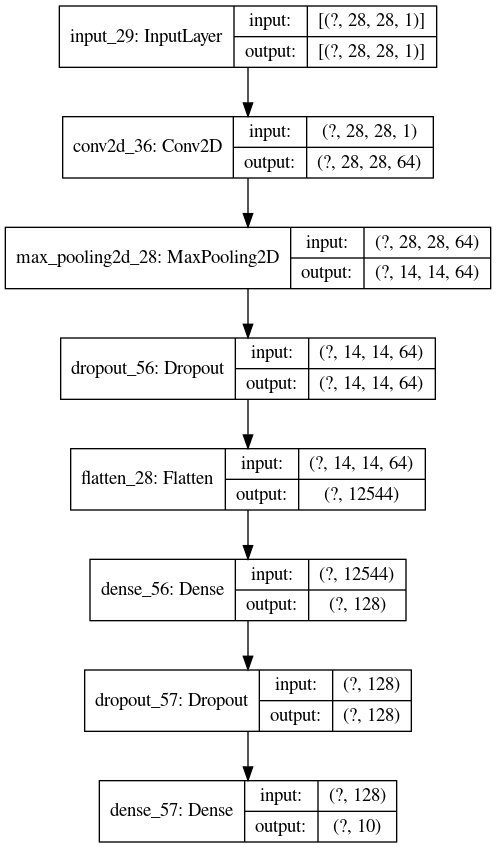 input_29: InputLayer
input: [(?, 28, 28, 1)]
output: [(?, 28, 28, 1)]
conv2d_36: Conv2D
input: (?, 28, 28, 1)
output: (?, 28, 28, 64)
max_pooling2d_28: MaxPooling2D
input: (?, 28, 28, 64)
output: (?, 14, 14, 64)
dropout_56: Dropout
input: (?, 14, 14, 64)
output: (?, 14, 14, 64)
flatten_28: Flatten
input: (?, 14, 14, 64)
output: (?, 12544)
dense_56: Dense
input: (?, 12544)
output: (?, 128)
dropout_57: Dropout
input: (?, 128)
output: (?, 128)
dense_57: Dense
input: (?, 128)
output: (?, 10)